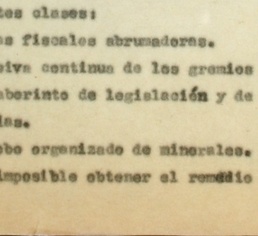 tes clases:
as fiscales abrumadoras.
siva continua de los gremios
aberinto de legislación y de
ias.
obo organizado de minerales.
imposible obtener el remedio